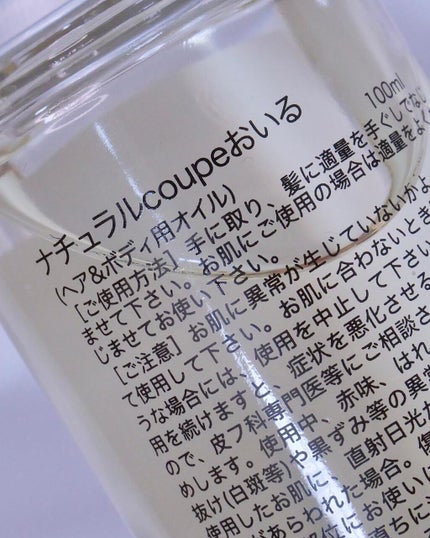 ナチュラルcoupeおいる
(ヘア&ボディ用オイル) 100ml
[ご使用方法] 手に取り、髪に適量を手ぐしでなじ
ませて下さい。お肌にご使用の場合は適量をよく
じませてお使い下さい。
[ご注意] お肌に異常が生じていないかよ
て使用して下さい。お肌に合わないとき
うな場合には、使用を中止して下さい
用を続けますと、症状を悪化させる
ので、皮フ科専門医等にご相談さ
めします。使用中、赤味、はれ
抜け(白斑等)や黒ずみ等の異常
使用したお肌に、直射日光が
があらわれた場合。傷
部位にお使いに
直ちに